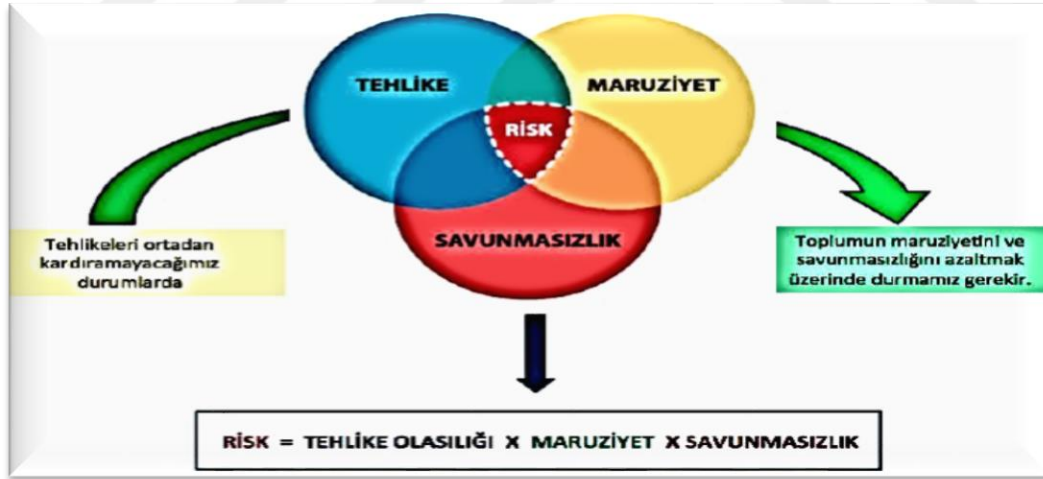 TEHLİKE
MARUZİYET
RİSK
SAVUNMASIZLIK
Tehlikeleri ortadan
kardıramayacağımız
durumlarda
Toplumun maruziyetini ve
savunmasızlığını azaltmak
üzerinde durmamız gerekir.
RİSK = TEHLİKE OLASILIĞI X MARUZİYET X SAVUNMASIZLIK